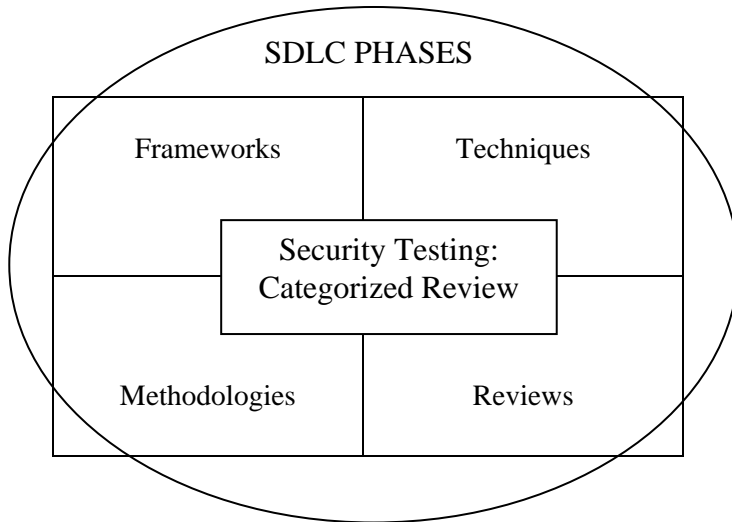 SDLC PHASES
Frameworks
Techniques
Security Testing:
Categorized Review
Methodologies
Reviews